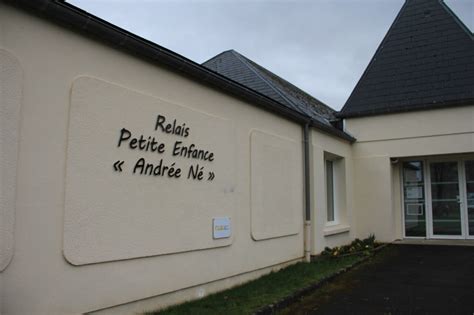 Relais
Petite Enfance
« Andrée Né »